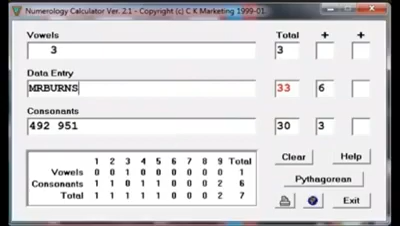 Numerology Calculator Ver. 2.1 - Copyright (c) C K Marketing 1999-01
Vowels Total + +
3 3
Data Entry
MRBURNS 33 6
Consonants
492 951 30 3
1 2 3 4 5 6 7 8 9 Total
Vowels 0 0 1 0 0 0 0 0 0 1
Consonants 1 1 0 1 1 0 0 0 2 6
Total 1 1 1 1 1 0 0 0 2 7
Clear Help
Pythagorean
Exit